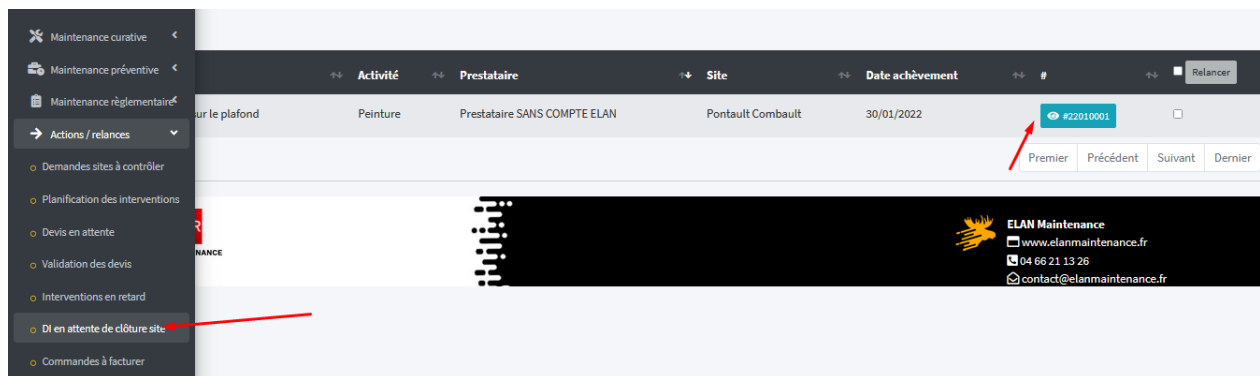 Maintenance curative
Maintenance préventive
Maintenance règlementaire
Actions / relances
Demandes sites à contrôler
Planification des interventions
Devis en attente
Validation des devis
Interventions en retard
DI en attente de clôture site
Commandes à facturer
Activité Prestataire Site Date achèvement # Relancer
sur le plafond Peinture Prestataire SANS COMPTE ELAN Pontault Combault 30/01/2022 #22010001
Premier Précédent Suivant Dernier
R
NANCE
ELAN Maintenance
www.elanmaintenance.fr
04 66 21 13 26
contact@elanmaintenance.fr